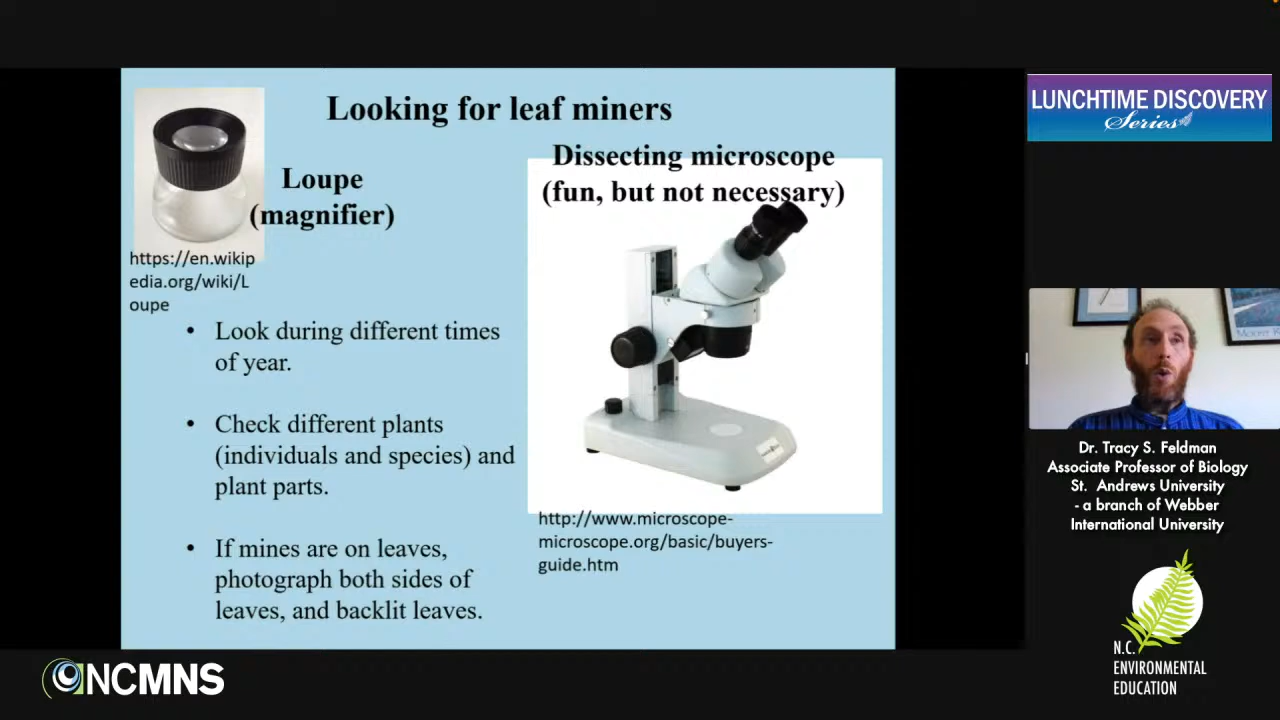 Looking for leaf miners
Loupe
(magnifier)
https://en.wikip
edia.org/wiki/L
oupe
Dissecting microscope
(fun, but not necessary)
• Look during different times
of year.
• Check different plants
(individuals and species) and
plant parts.
• If mines are on leaves,
photograph both sides of
leaves, and backlit leaves.
http://www.microscope-
microscope.org/basic/buyers-
guide.htm
LUNCHTIME DISCOVERY
Series
Dr. Tracy S. Feldman
Associate Professor of Biology
St. Andrews University
- a branch of Webber
International University
N.C.
ENVIRONMENTAL
EDUCATION
NCMNS